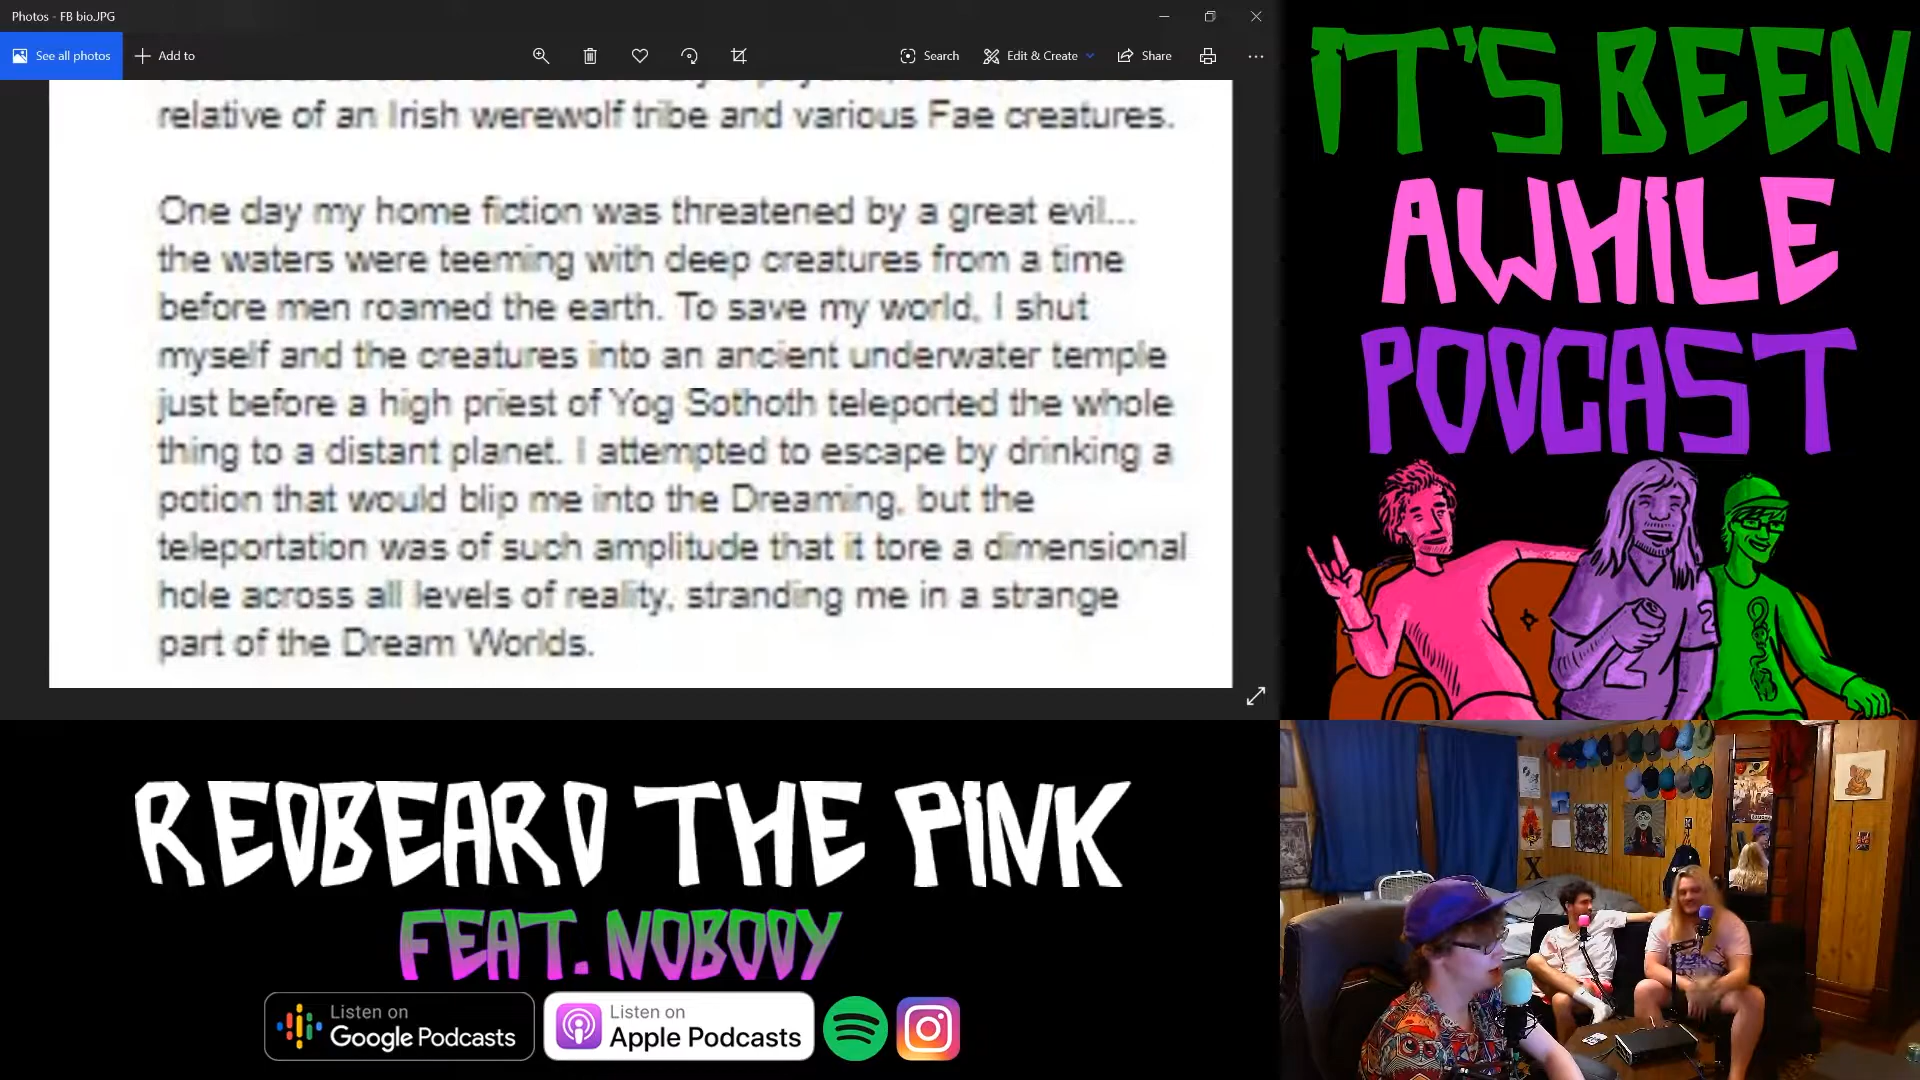 Photos - FB bio.JPG
See all photos
Add to
Search
Edit & Create
Share
relative of an Irish werewolf tribe and various Fae creatures.
One day my home fiction was threatened by a great evil...
the waters were teeming with deep creatures from a time
before men roamed the earth. To save my world, I shut
myself and the creatures into an ancient underwater temple
just before a high priest of Yog Sothoth teleported the whole
thing to a distant planet. I attempted to escape by drinking a
potion that would blip me into the Dreaming, but the
teleportation was of such amplitude that it tore a dimensional
hole across all levels of reality, stranding me in a strange
part of the Dream Worlds.
IT'S BEEN
AWHILE
PODCAST
2
2
REDBEARD THE PINK
FEAT. NOBODY
Listen on
Google Podcasts
Listen on
Apple Podcasts
X